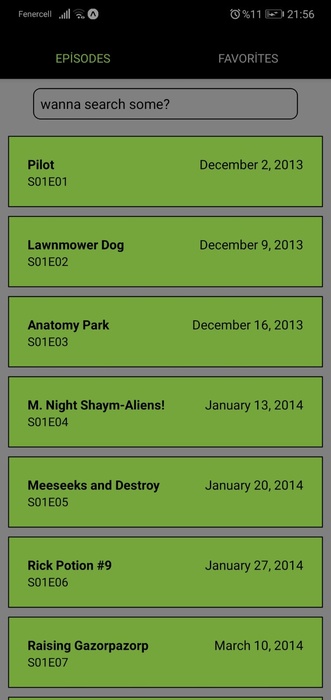 Fenercell %11 21:56
EPİSODES FAVORİTES
wanna search some?
Pilot December 2, 2013
S01E01
Lawnmower Dog December 9, 2013
S01E02
Anatomy Park December 16, 2013
S01E03
M. Night Shaym-Aliens! January 13, 2014
S01E04
Meeseeks and Destroy January 20, 2014
S01E05
Rick Potion #9 January 27, 2014
S01E06
Raising Gazorpazorp March 10, 2014
S01E07